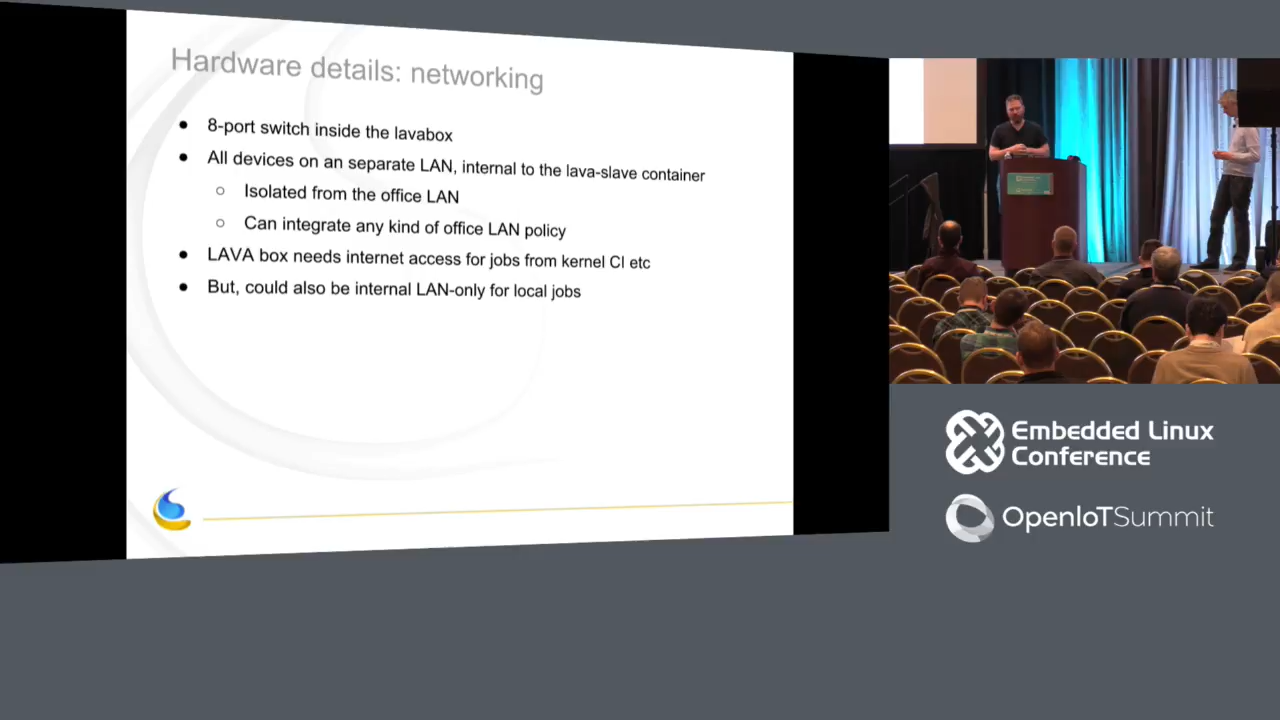 Hardware details: networking
● 8-port switch inside the lavabox
● All devices on an separate LAN, internal to the lava-slave container
○ Isolated from the office LAN
○ Can integrate any kind of office LAN policy
● LAVA box needs internet access for jobs from kernel CI etc
● But, could also be internal LAN-only for local jobs
Embedded Linux
Conference
OpenIoTSummit